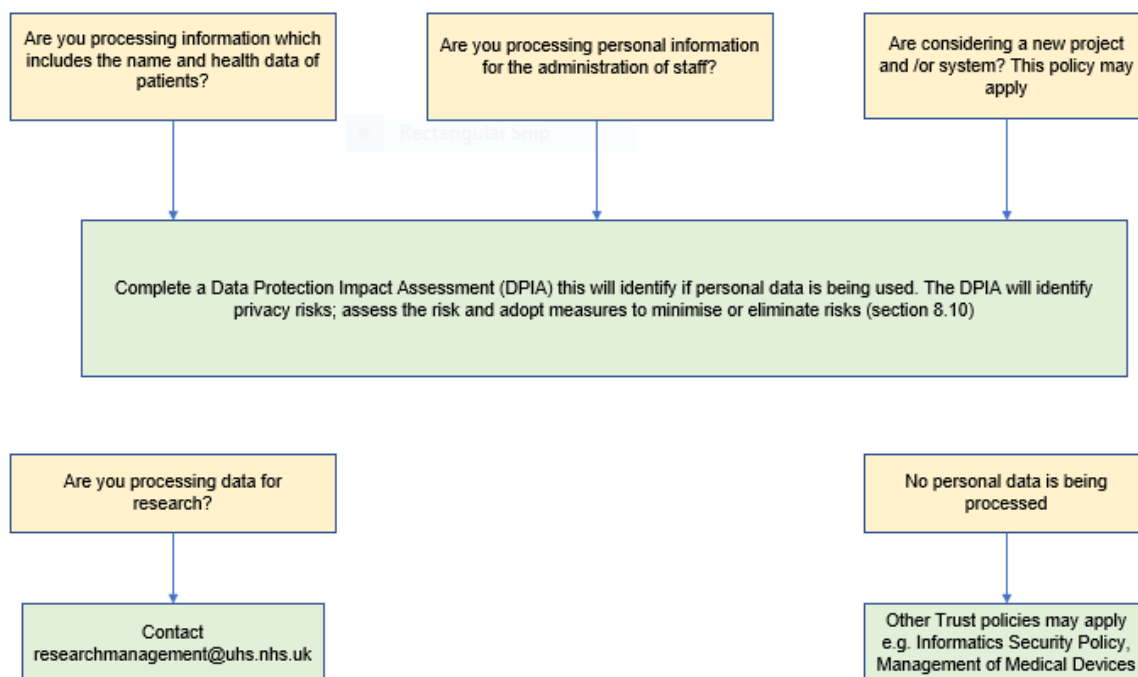 Are you processing information which
includes the name and health data of
patients?
Are you processing personal information
for the administration of staff?
Are considering a new project
and /or system? This policy may
apply
Rectangular Snip
Complete a Data Protection Impact Assessment (DPIA) this will identify if personal data is being used. The DPIA will identify
privacy risks; assess the risk and adopt measures to minimise or eliminate risks (section 8.10)
Are you processing data for
research?
No personal data is being
processed
Contact
researchmanagement@uhs.nhs.uk
Other Trust policies may apply
e.g. Informatics Security Policy,
Management of Medical Devices